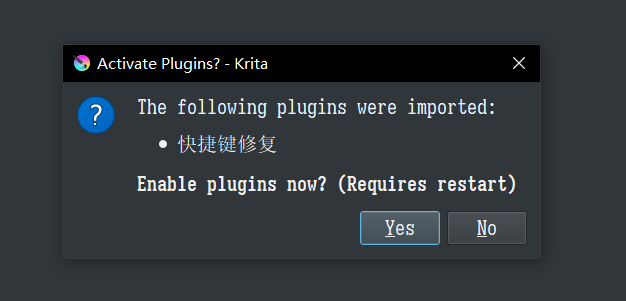 Activate Plugins? - Krita
The following plugins were imported:
快捷键修复
Enable plugins now? (Requires restart)
Yes No